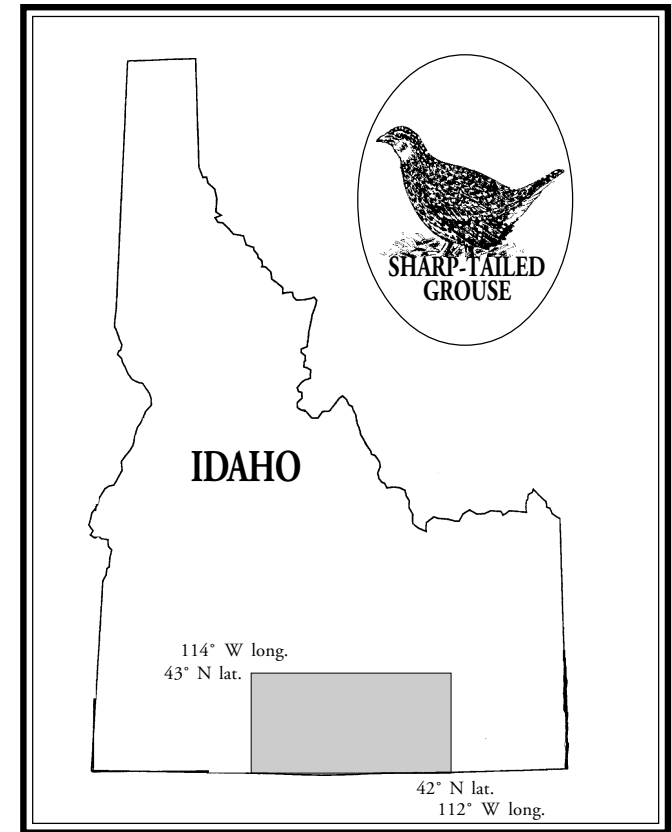 SHARP-TAILED
GROUSE
IDAHO
114° W long.
43° N lat.
42° N lat.
112° W long.